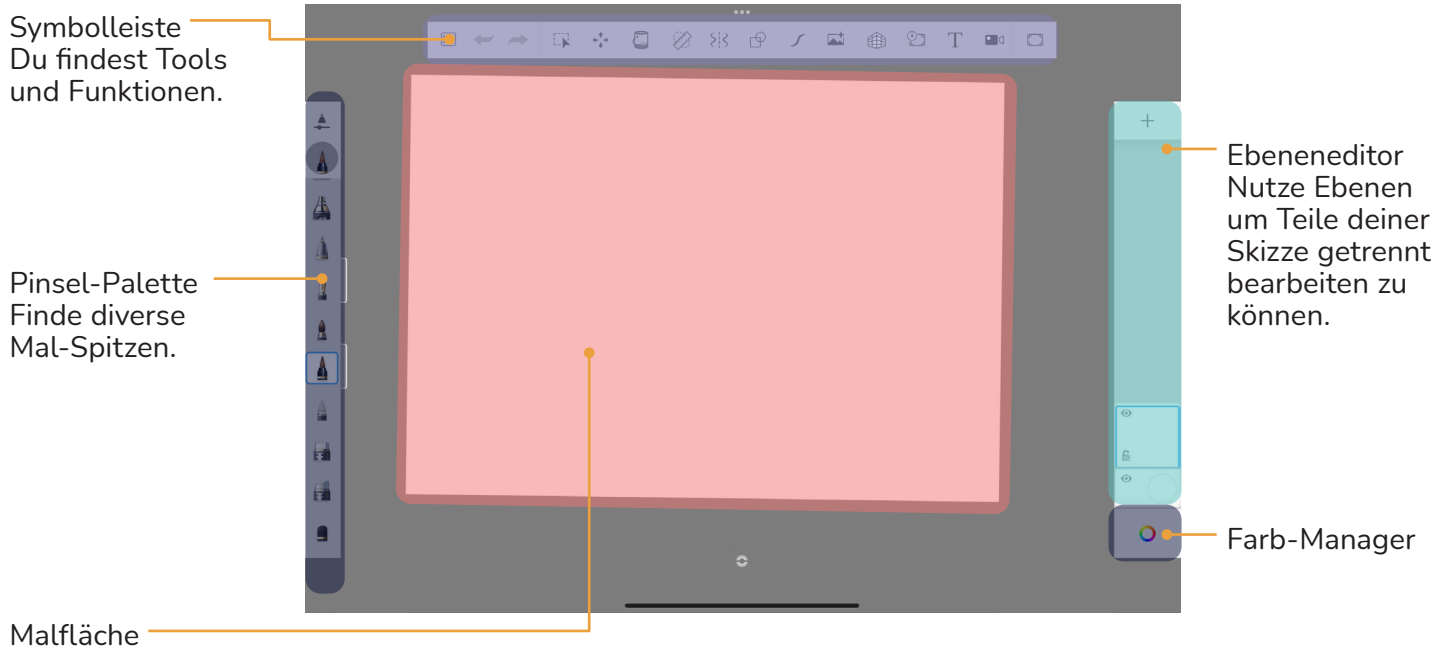 Symbolleiste
Du findest Tools
und Funktionen.
T
Ebeneneditor
Nutze Ebenen
um Teile deiner
Skizze getrennt
bearbeiten zu
können.
Pinsel-Palette
Finde diverse
Mal-Spitzen.
Farb-Manager
Malfläche